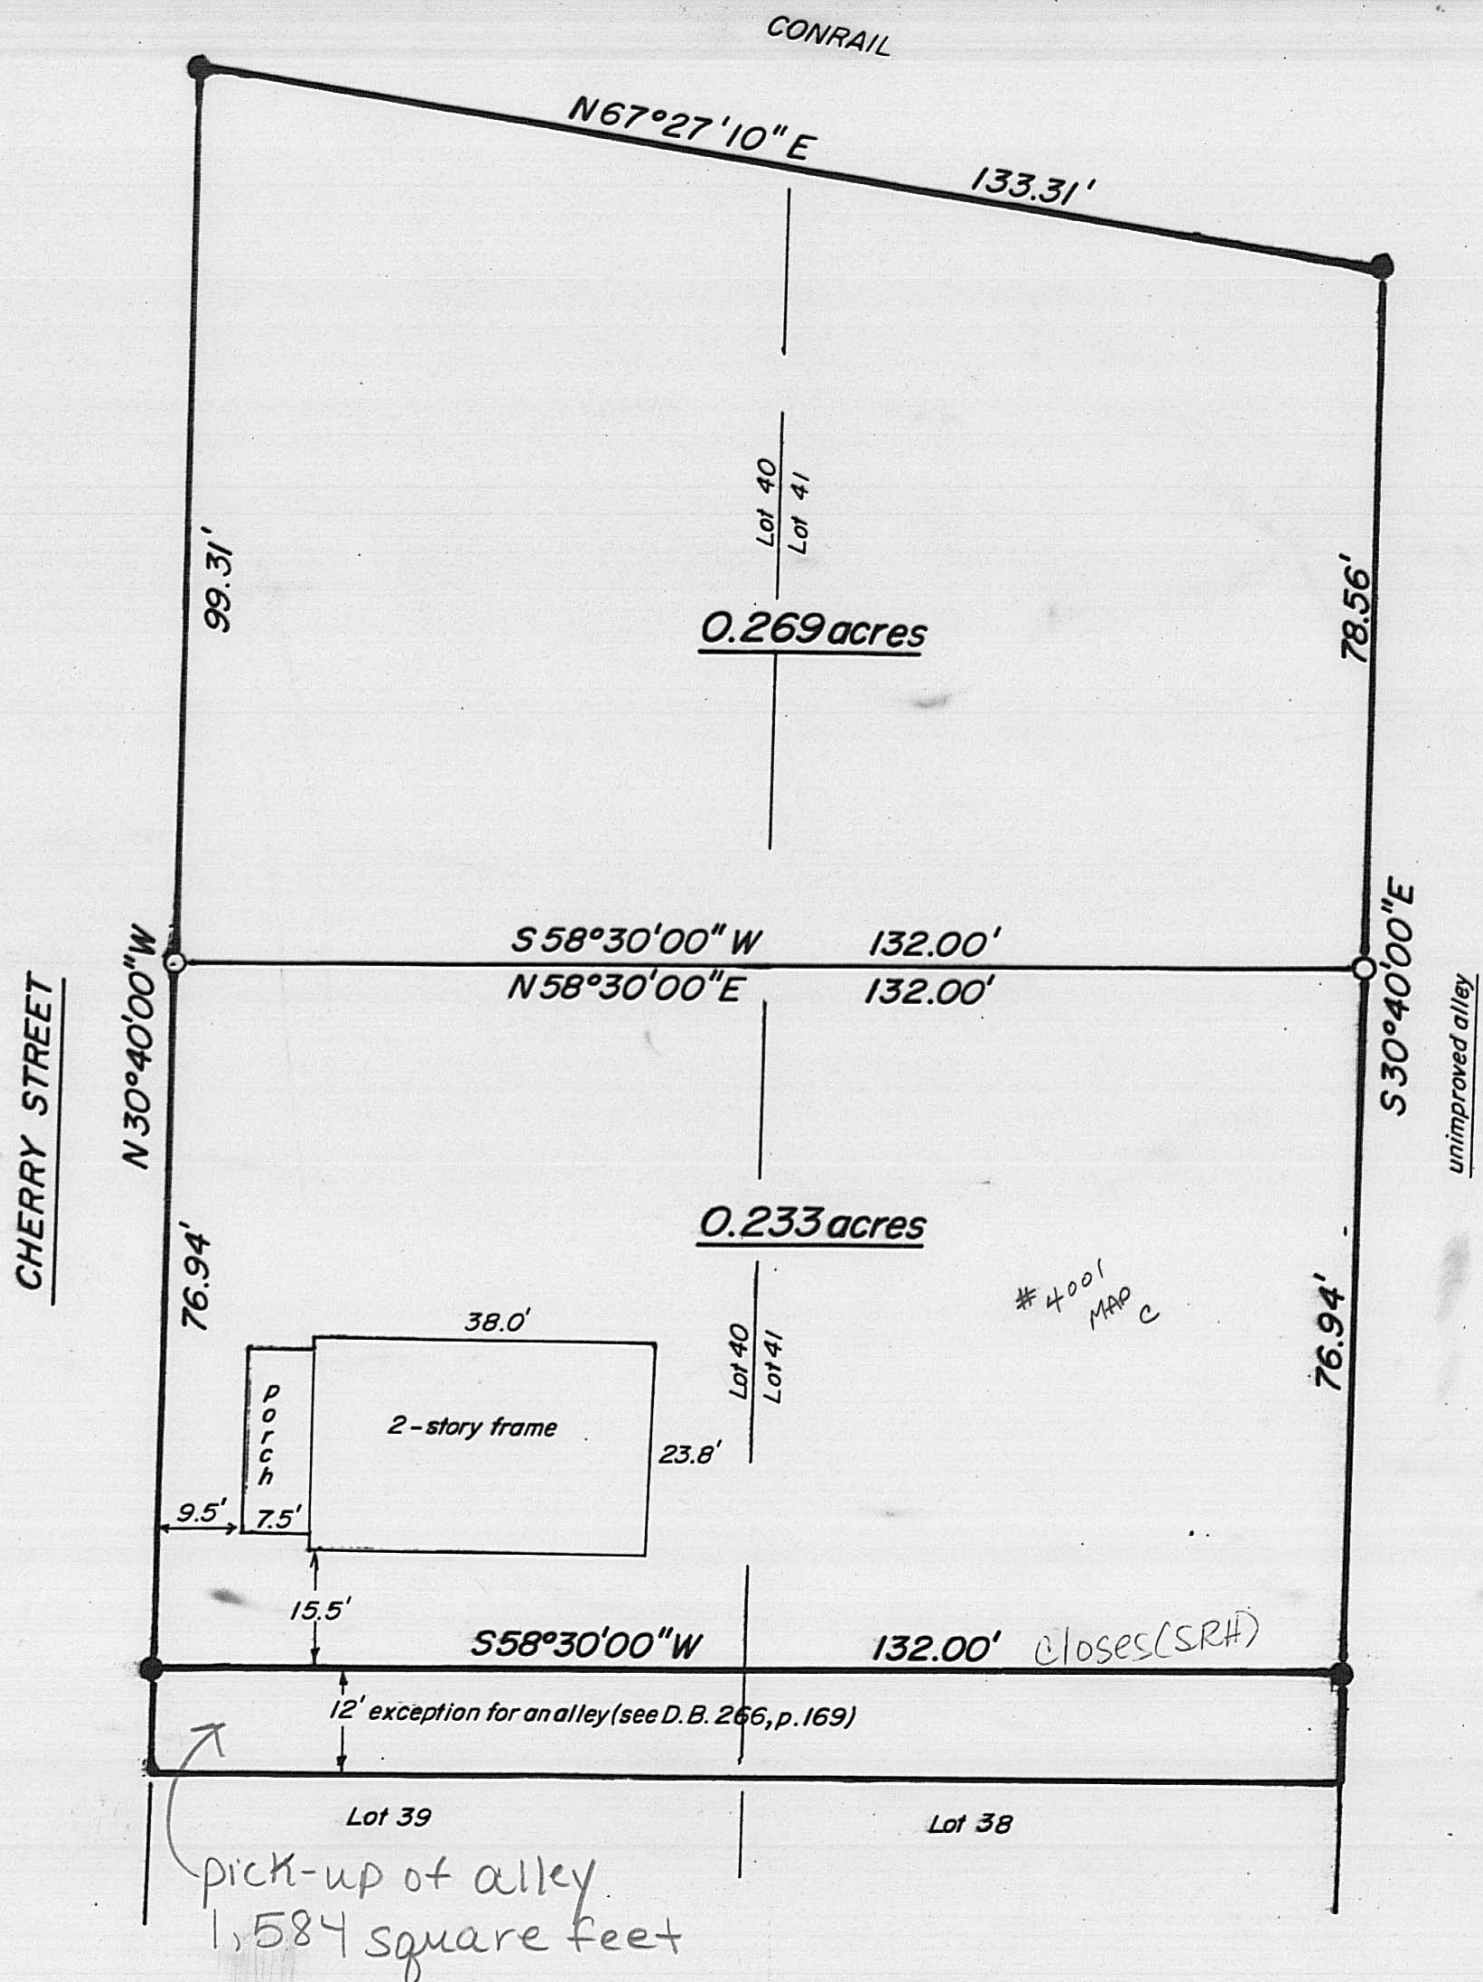 CONRAIL
N67°27'10"E
133.31'
99.31'
Lot 40
Lot 41
78.56'
0.269 acres
S58°30'00"W 132.00'
N58°30'00"E 132.00'
CHERRY STREET
N30°40'00"W
S30°40'00"E
unimproved alley
76.94'
0.233 acres
#4001
MAP C
76.94'
38.0'
Lot 40
Lot 41
Porch
2-story frame
23.8'
9.5'
7.5'
15.5'
S58°30'00"W 132.00' closes (SRH)
12' exception for an alley (see D.B. 266, p. 169)
Lot 39
Lot 38
pick-up of alley
1,584 square feet